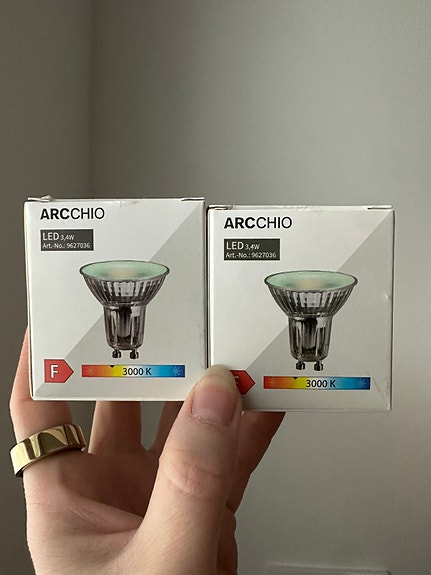 ARCCHIO
LED 3,4W
Art.-No.: 9627036
F
3000 K
ARCCHIO
LED 3,4W
Art.-No.: 9627036
3000 K